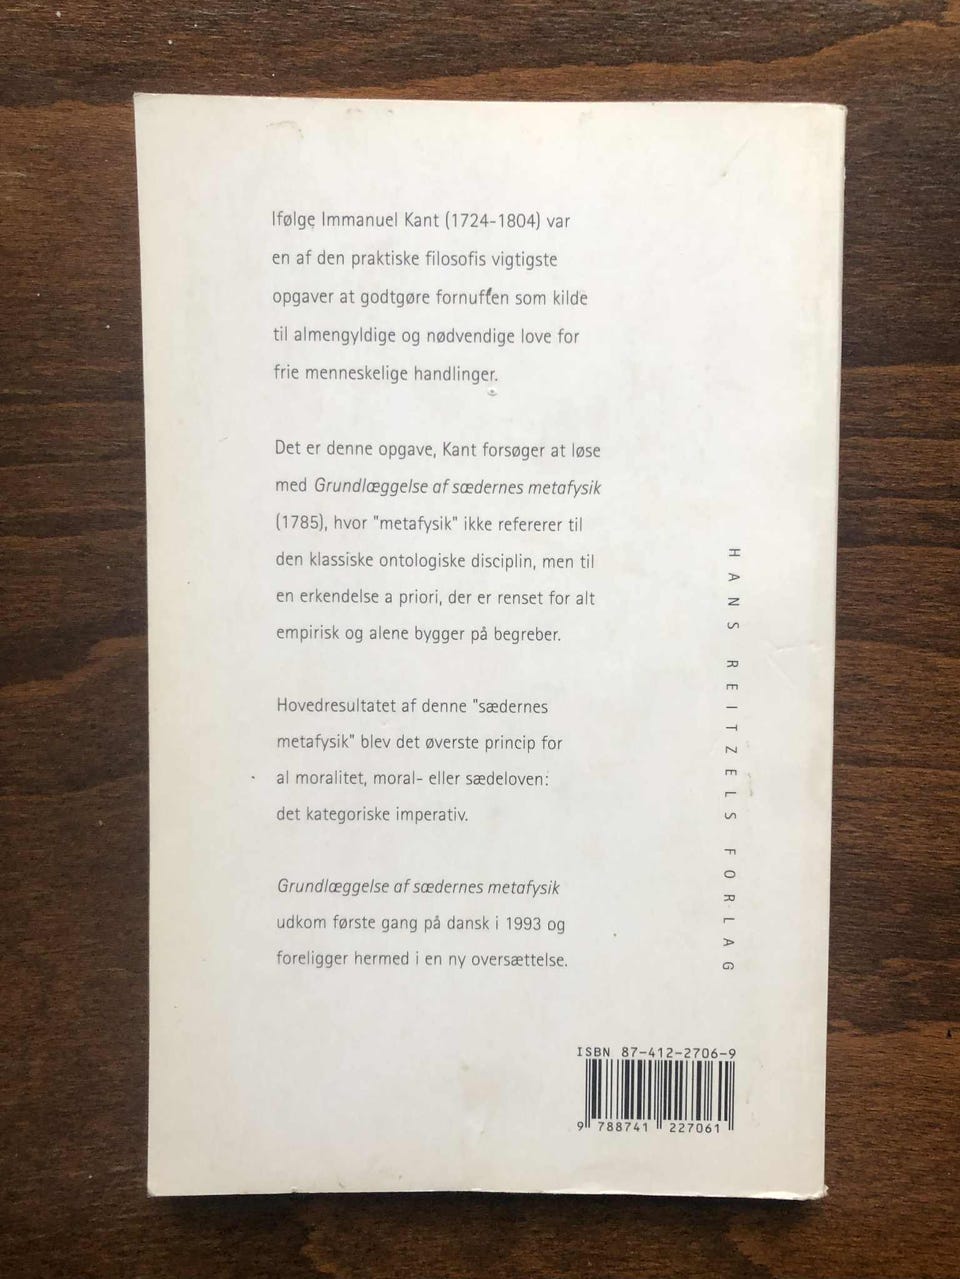 Ifølge Immanuel Kant (1724-1804) var
en af den praktiske filosofis vigtigste
opgaver at godtgøre fornuften som kilde
til almengyldige og nødvendige love for
frie menneskelige handlinger.
Det er denne opgave, Kant forsøger at løse
med Grundlæggelse af sædernes metafysik
(1785), hvor "metafysik" ikke refererer til
den klassiske ontologiske disciplin, men til
en erkendelse a priori, der er renset for alt
empirisk og alene bygger på begreber.
Hovedresultatet af denne "sædernes
metafysik" blev det øverste princip for
al moralitet, moral- eller sædeloven:
det kategoriske imperativ.
Grundlæggelse af sædernes metafysik
udkom første gang på dansk i 1993 og
foreligger hermed i en ny oversættelse.
HANS REITZELS FORLAG
ISBN 87-412-2706-9
9 788741 227061